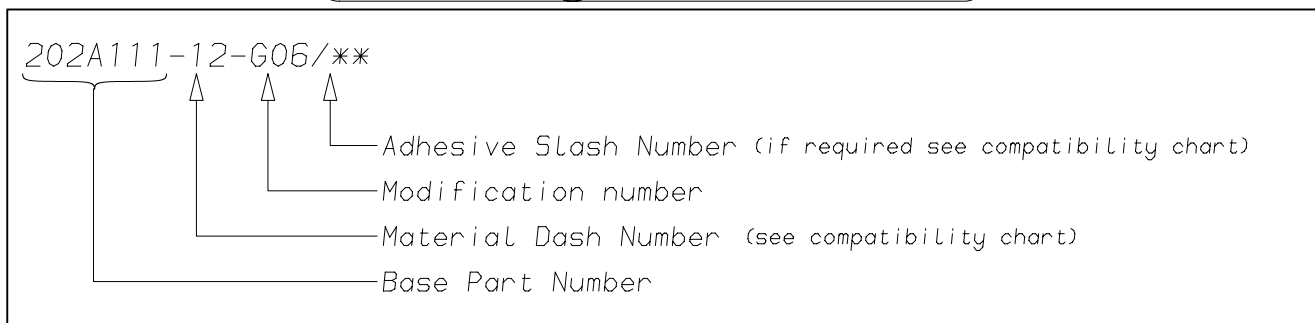 202A111-12-G06/**
Adhesive Slash Number (if required see compatibility chart)
Modification number
Material Dash Number (see compatibility chart)
Base Part Number